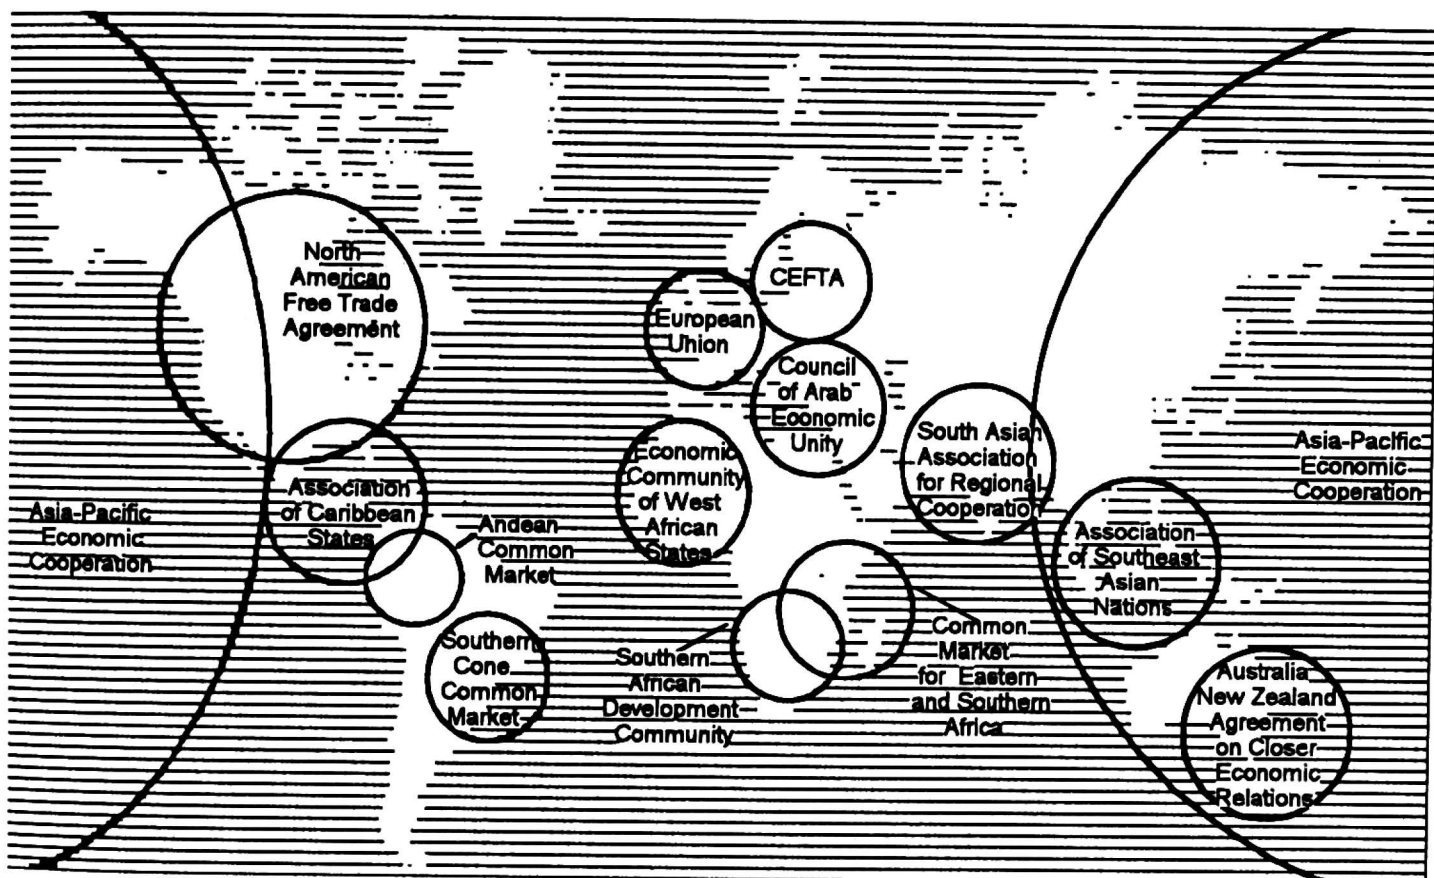 North
American
Free Trade
Agreement
CEFTA
European
Union
Council
of Arab
Economic
Unity
South Asian
Association
for Regional
Cooperation
Asia-Pacific
Economic
Cooperation
Economic
Community
of West
African
States
Association
of Caribbean
States
Asia-Pacific
Economic
Cooperation
Andean
Common
Market
Association
of Southeast
Asian
Nations
Southern
Cone
Common
Market
Southern
African
Development
Community
Common
Market
for Eastern
and Southern
Africa
Australia
New Zealand
Agreement
on Closer
Economic
Relations